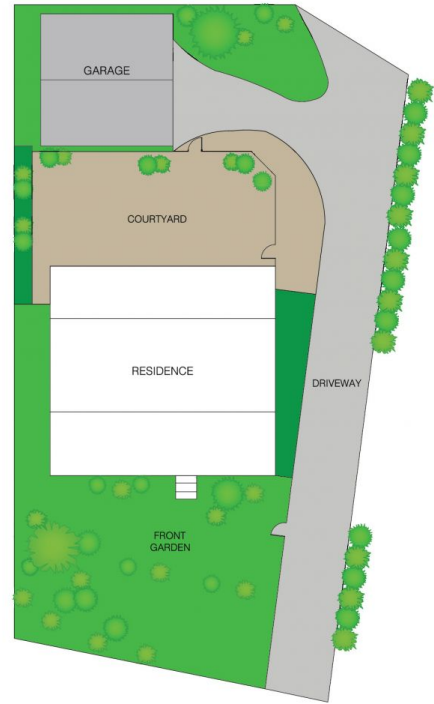 GARAGE
COURTYARD
RESIDENCE
DRIVEWAY
FRONT
GARDEN